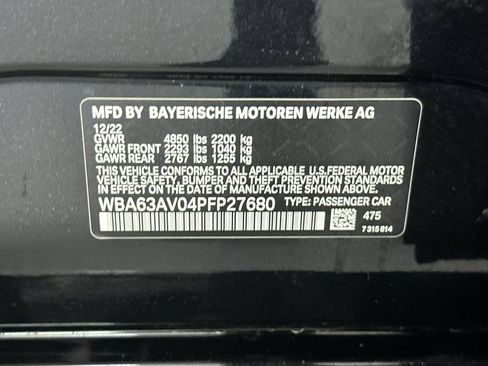 MFD BY BAYERISCHE MOTOREN WERKE AG
12/22
GVWR 4850 lbs 2200 kg
GAWR FRONT 2293 lbs 1040 kg
GAWR REAR 2767 lbs 1255 kg
THIS VEHICLE CONFORMS TO ALL APPLICABLE U.S.FEDERAL MOTOR
VEHICLE SAFETY, BUMPER, AND THEFT PREVENTION STANDARDS
IN EFFECT ON THE DATE OF MANUFACTURE SHOWN ABOVE.
WBA63AV04PFP27680 TYPE: PASSENGER CAR
475
7 315 014